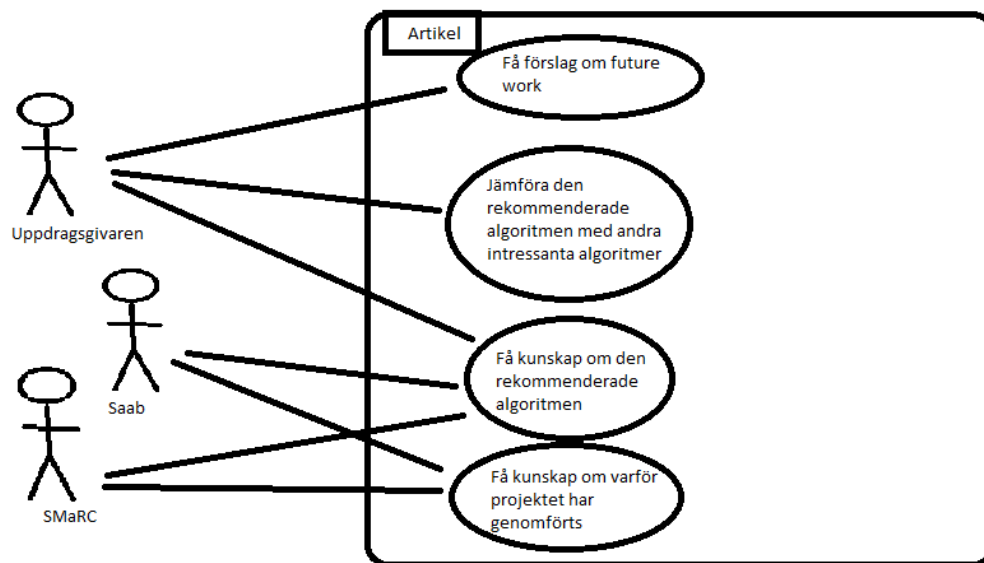 Artikel
Få förslag om future
work
Uppdragsgivaren
Jämföra den
rekommenderade
algoritmen med andra
intressanta algoritmer
Saab
Få kunskap om den
rekommenderade
algoritmen
SMaRC
Få kunskap om varför
projektet har
genomförts